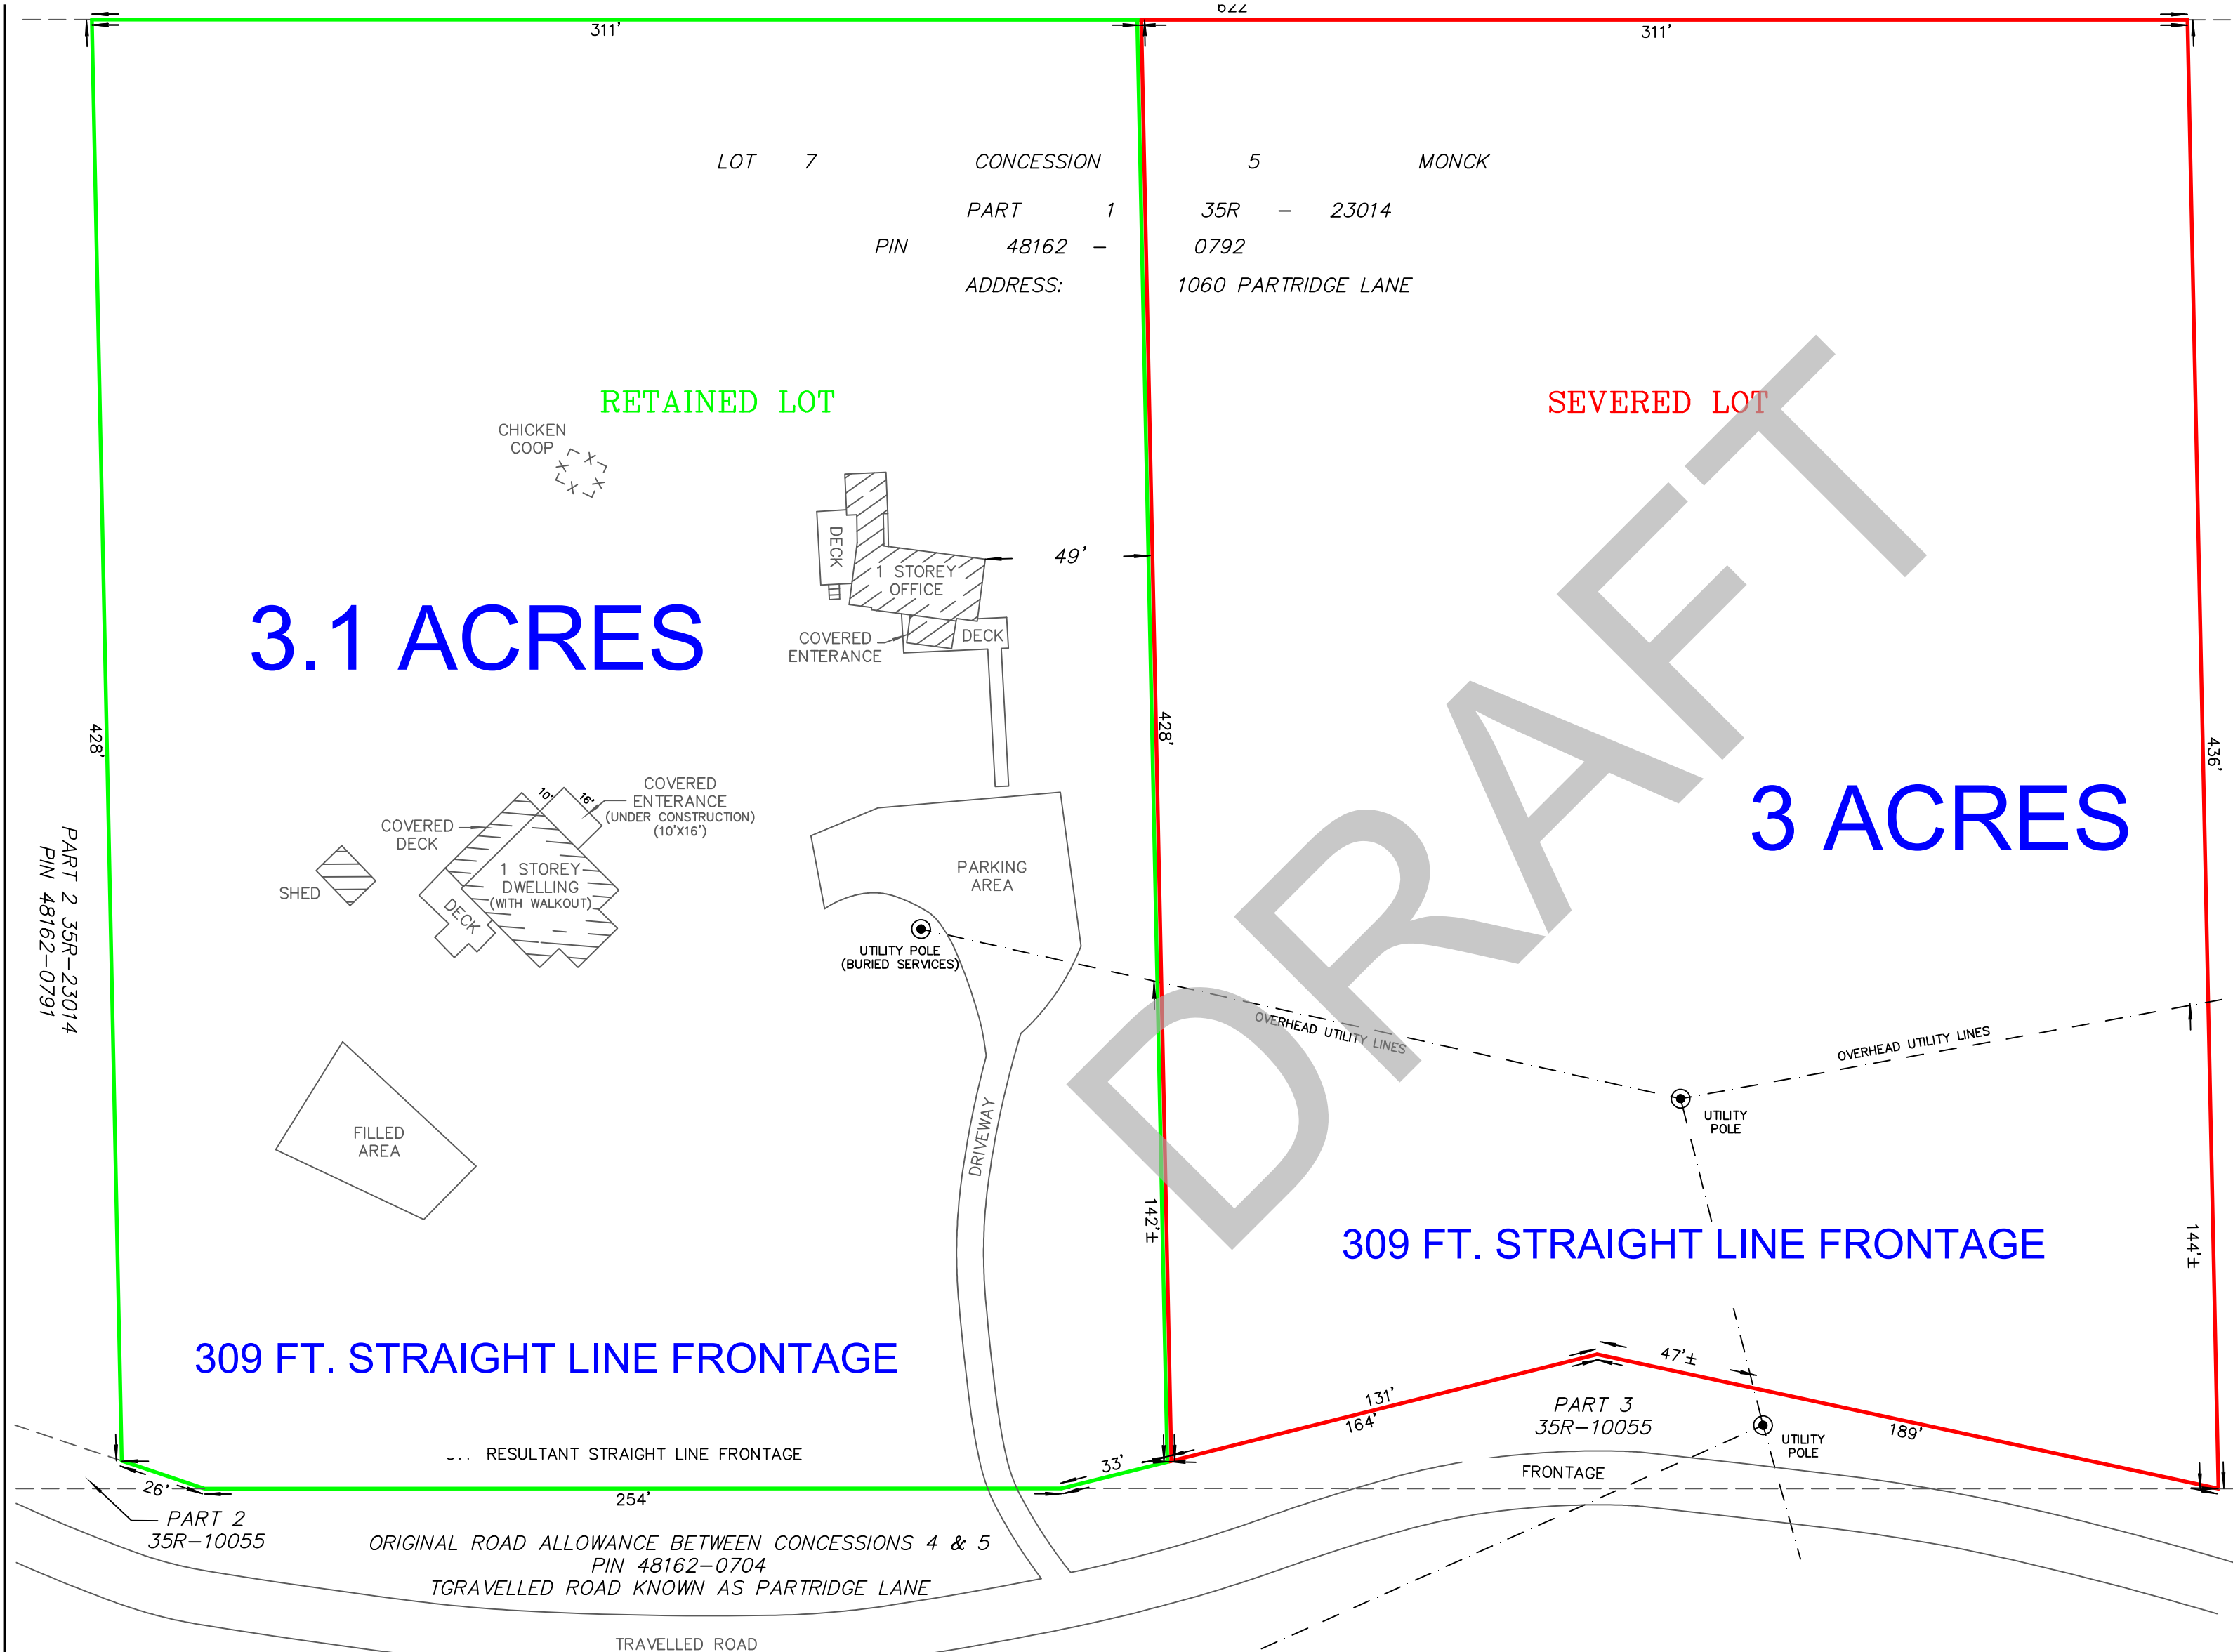 622
311'
311'
LOT 7 CONCESSION 5 MONCK
PART 1 35R - 23014
PIN 48162 - 0792
ADDRESS: 1060 PARTRIDGE LANE
RETAINED LOT
SEVERED LOT
CHICKEN
COOP
DECK
1 STOREY
OFFICE
49'
COVERED
ENTERANCE
DECK
3.1 ACRES
3 ACRES
428'
428'
436'
PART 2 35R-23014
PIN 48162-0791
COVERED
ENTERANCE
(UNDER CONSTRUCTION)
(10'X16')
10'
16'
COVERED
DECK
1 STOREY
DWELLING
(WITH WALKOUT)
DECK
SHED
PARKING
AREA
UTILITY POLE
(BURIED SERVICES)
OVERHEAD UTILITY LINES
OVERHEAD UTILITY LINES
UTILITY
POLE
DRAFT
FILLED
AREA
DRIVEWAY
142'±
144'±
309 FT. STRAIGHT LINE FRONTAGE
309 FT. STRAIGHT LINE FRONTAGE
47'±
131'
164'
PART 3
35R-10055
189'
UTILITY
POLE
FRONTAGE
RESULTANT STRAIGHT LINE FRONTAGE
33'
26'
254'
PART 2
35R-10055
ORIGINAL ROAD ALLOWANCE BETWEEN CONCESSIONS 4 & 5
PIN 48162-0704
TGRAVELLED ROAD KNOWN AS PARTRIDGE LANE
TRAVELLED ROAD